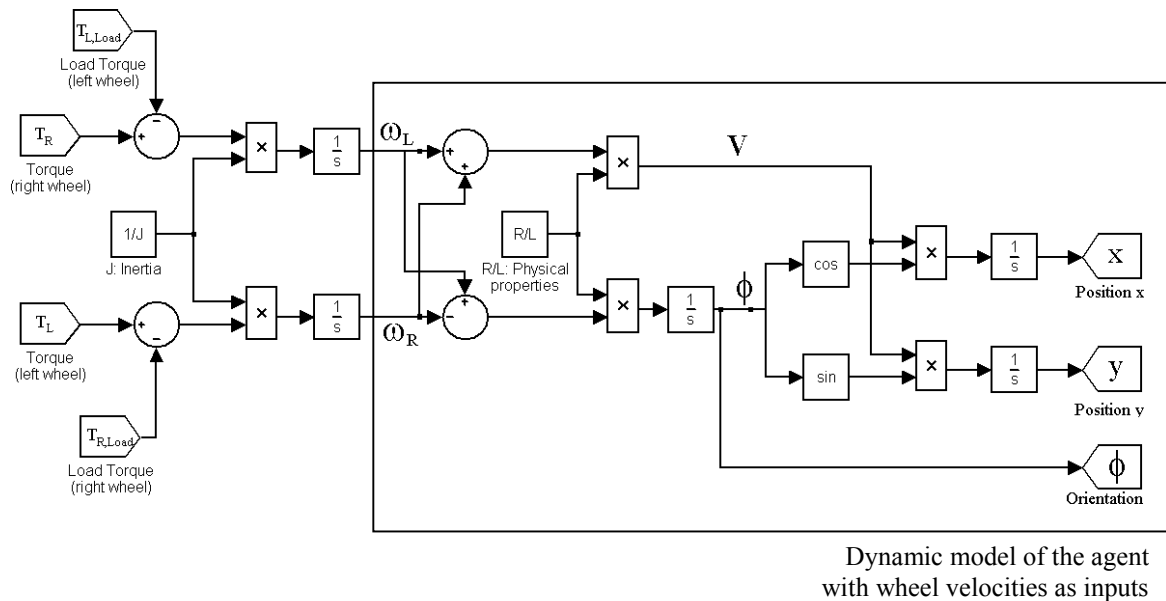 T_L,Load
Load Torque
(left wheel)
T_R
Torque
(right wheel)
1/J
J: Inertia
T_L
Torque
(left wheel)
T_R,Load
Load Torque
(right wheel)
-
+
×
1/s
+
-
×
1/s
ω_L
ω_R
+
+
+
-
R/L
R/L: Physical
properties
×
×
1/s
V
ϕ
cos
sin
×
1/s
×
1/s
x
Position x
y
Position y
ϕ
Orientation
Dynamic model of the agent
with wheel velocities as inputs